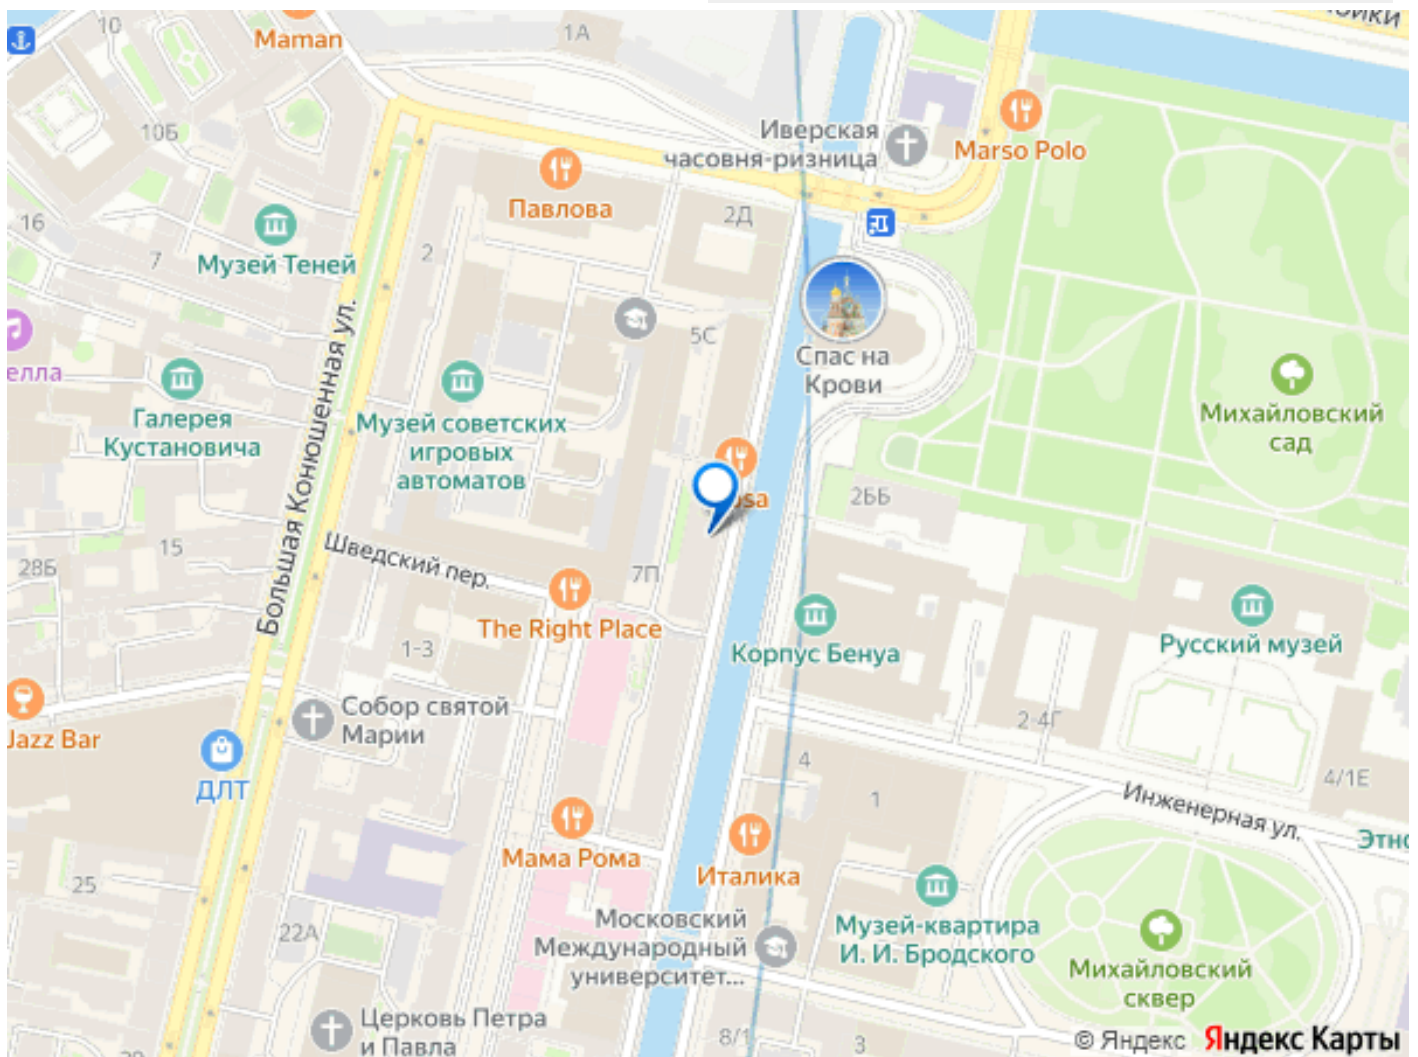 10
Maman
1А
10Б
Иверская
часовня-ризница
Marso Polo
Павлова
2Д
16
7
Музей Теней
2
5С
Спас на
Крови
елла
Галерея
Кустановича
Музей советских
игровых
автоматов
Михайловский
сад
Большая Конюшенная ул.
2ББ
15
28Б
Шведский пер.
7П
The Right Place
1-3
Корпус Бенуа
Русский музей
Собор святой
Марии
Jazz Bar
2-4Г
ДЛТ
4
1
4/1Е
Инженерная ул.
Этно
Мама Рома
Италика
25
22А
Московский
Международный
университет...
Музей-квартира
И. И. Бродского
Михайловский
сквер
Церковь Петра
и Павла
8/1
3
© Яндекс Яндекс Карты